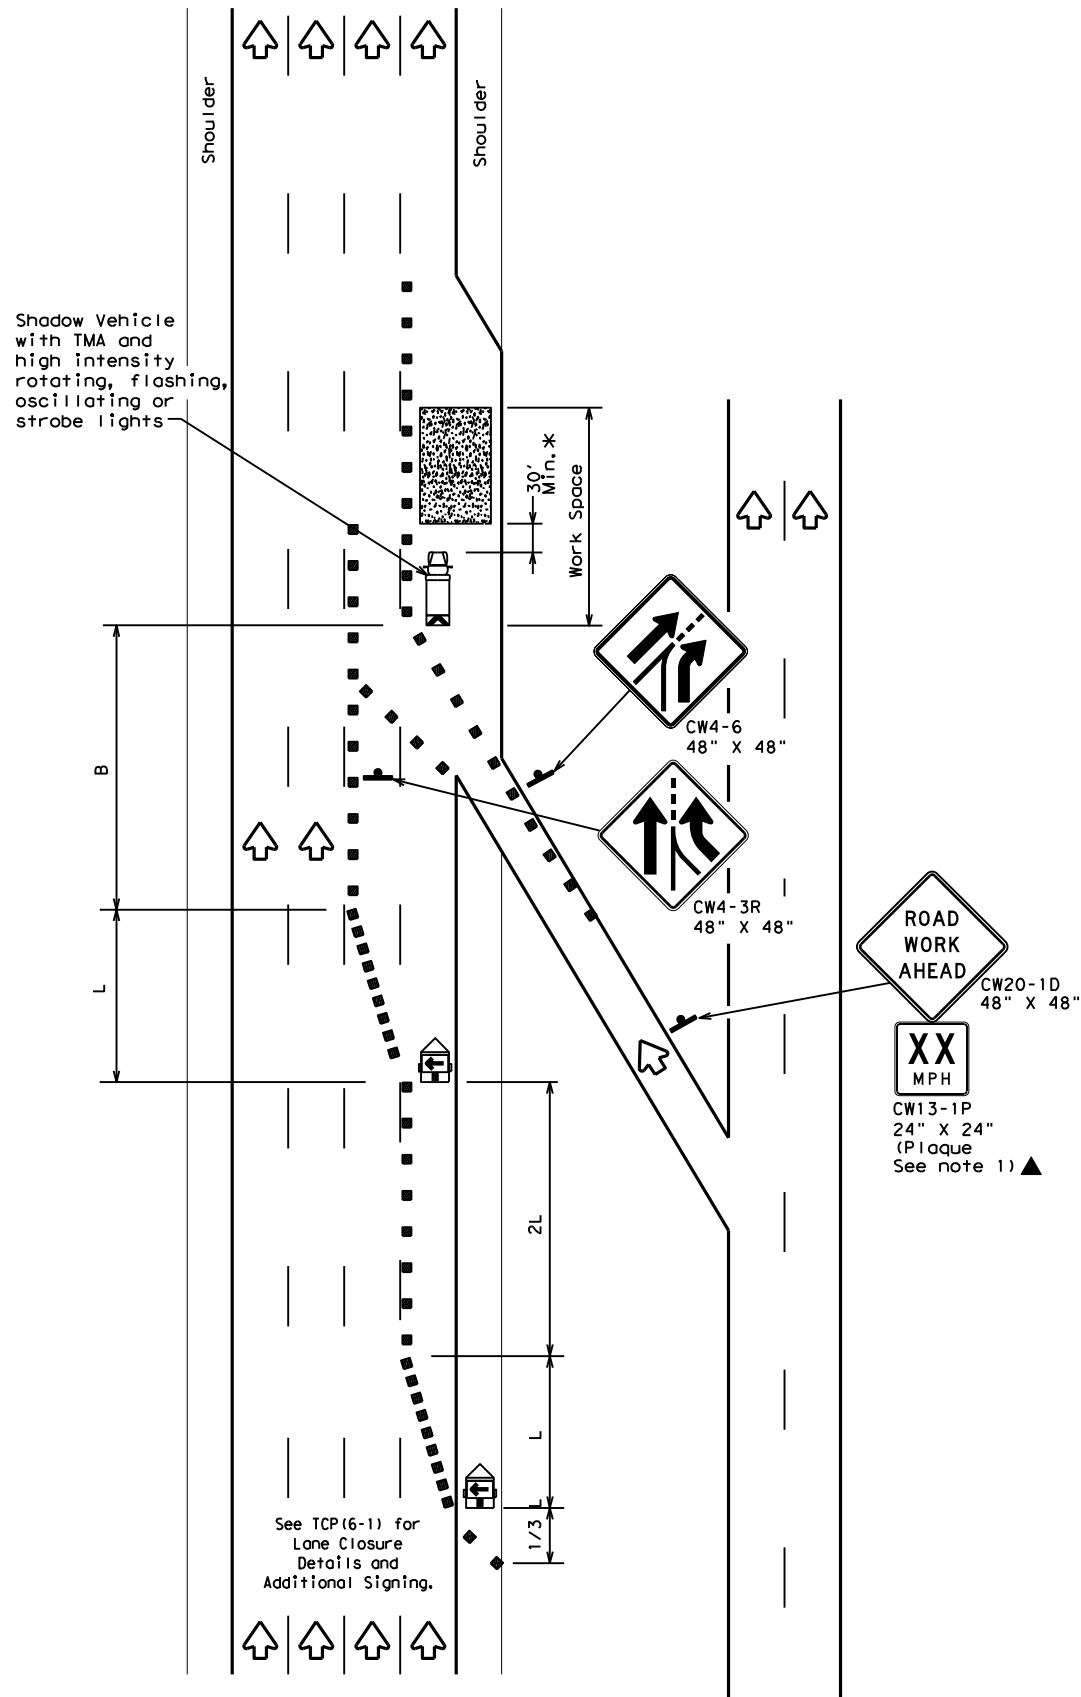 Shoulder
Shoulder
Shadow Vehicle
with TMA and
high intensity
rotating, flashing,
oscillating or
strobe lights
30'
Min.*
Work Space
CW4-6
48" X 48"
B
CW4-3R
48" X 48"
ROAD
WORK
AHEAD
CW20-1D
48" X 48"
L
XX
MPH
CW13-1P
24" X 24"
(Plaque
See note 1)▲
2L
L
1/3 L
See TCP(6-1) for
Lane Closure
Details and
Additional Signing.